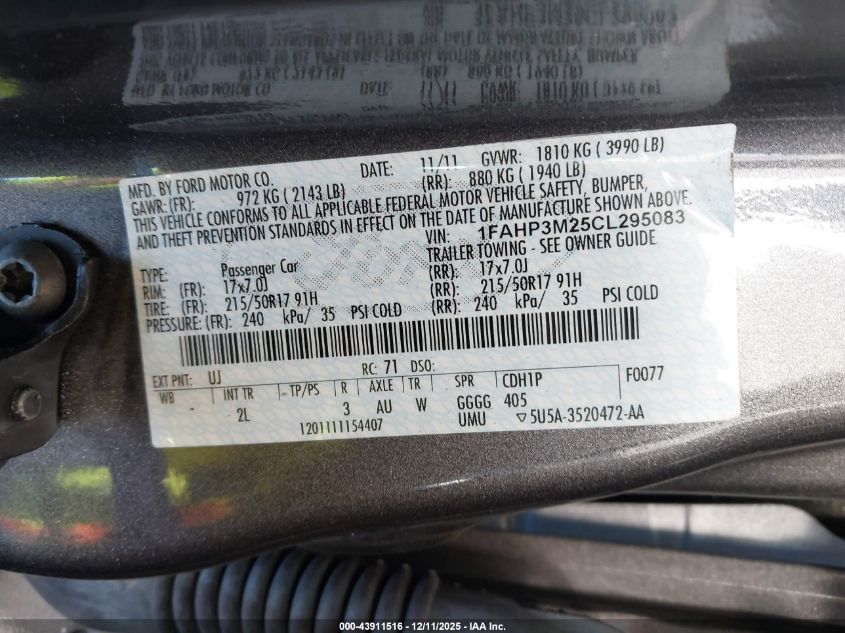 MFD. BY FORD MOTOR CO. DATE: 11/11 GVWR: 1810 KG ( 3990 LB)
GAWR: (FR): 972 KG ( 2143 LB) (RR): 880 KG ( 1940 LB)
THIS VEHICLE CONFORMS TO ALL APPLICABLE FEDERAL MOTOR VEHICLE SAFETY, BUMPER,
AND THEFT PREVENTION STANDARDS IN EFFECT ON THE DATE OF MANUFACTURE SHOWN ABOVE.
VIN: 1FAHP3M25CL295083
TYPE: Passenger Car TRAILER TOWING - SEE OWNER GUIDE
RIM: (FR): 17x7.0J (RR): 17x7.0J
TIRE: (FR): 215/50R17 91H (RR): 215/50R17 91H
PRESSURE: (FR): 240 kPa/ 35 PSI COLD (RR): 240 kPa/ 35 PSI COLD
EXT PNT: UJ RC: 71 DSO: F0077
WB INT TR TP/PS R AXLE TR SPR CDH1P
- 2L - 3 AU W GGGG 405
1201111154407 UMU ▽5U5A-3520472-AA
000-43911516 - 12/11/2025 - IAA Inc.